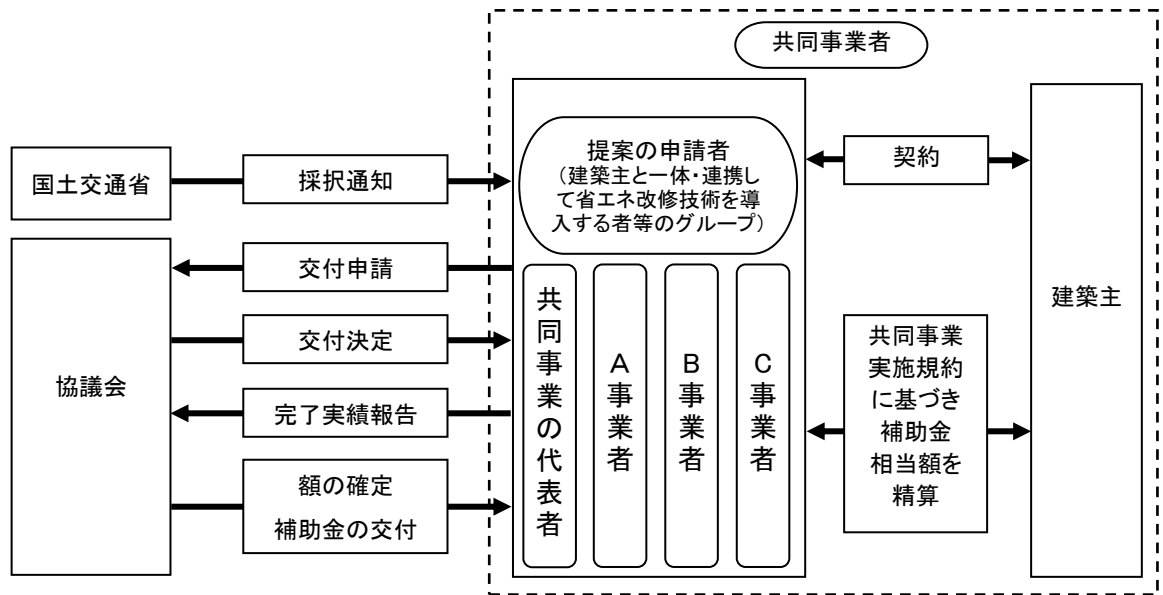 共同事業者
国土交通省
採択通知
提案の申請者
（建築主と一体・連携し
て省エネ改修技術を導
入する者等のグループ）
契約
建築主
協議会
交付申請
交付決定
完了実績報告
額の確定
補助金の交付
共同事業の代表者
A事業者
B事業者
C事業者
共同事業
実施規約
に基づき
補助金
相当額を
精算